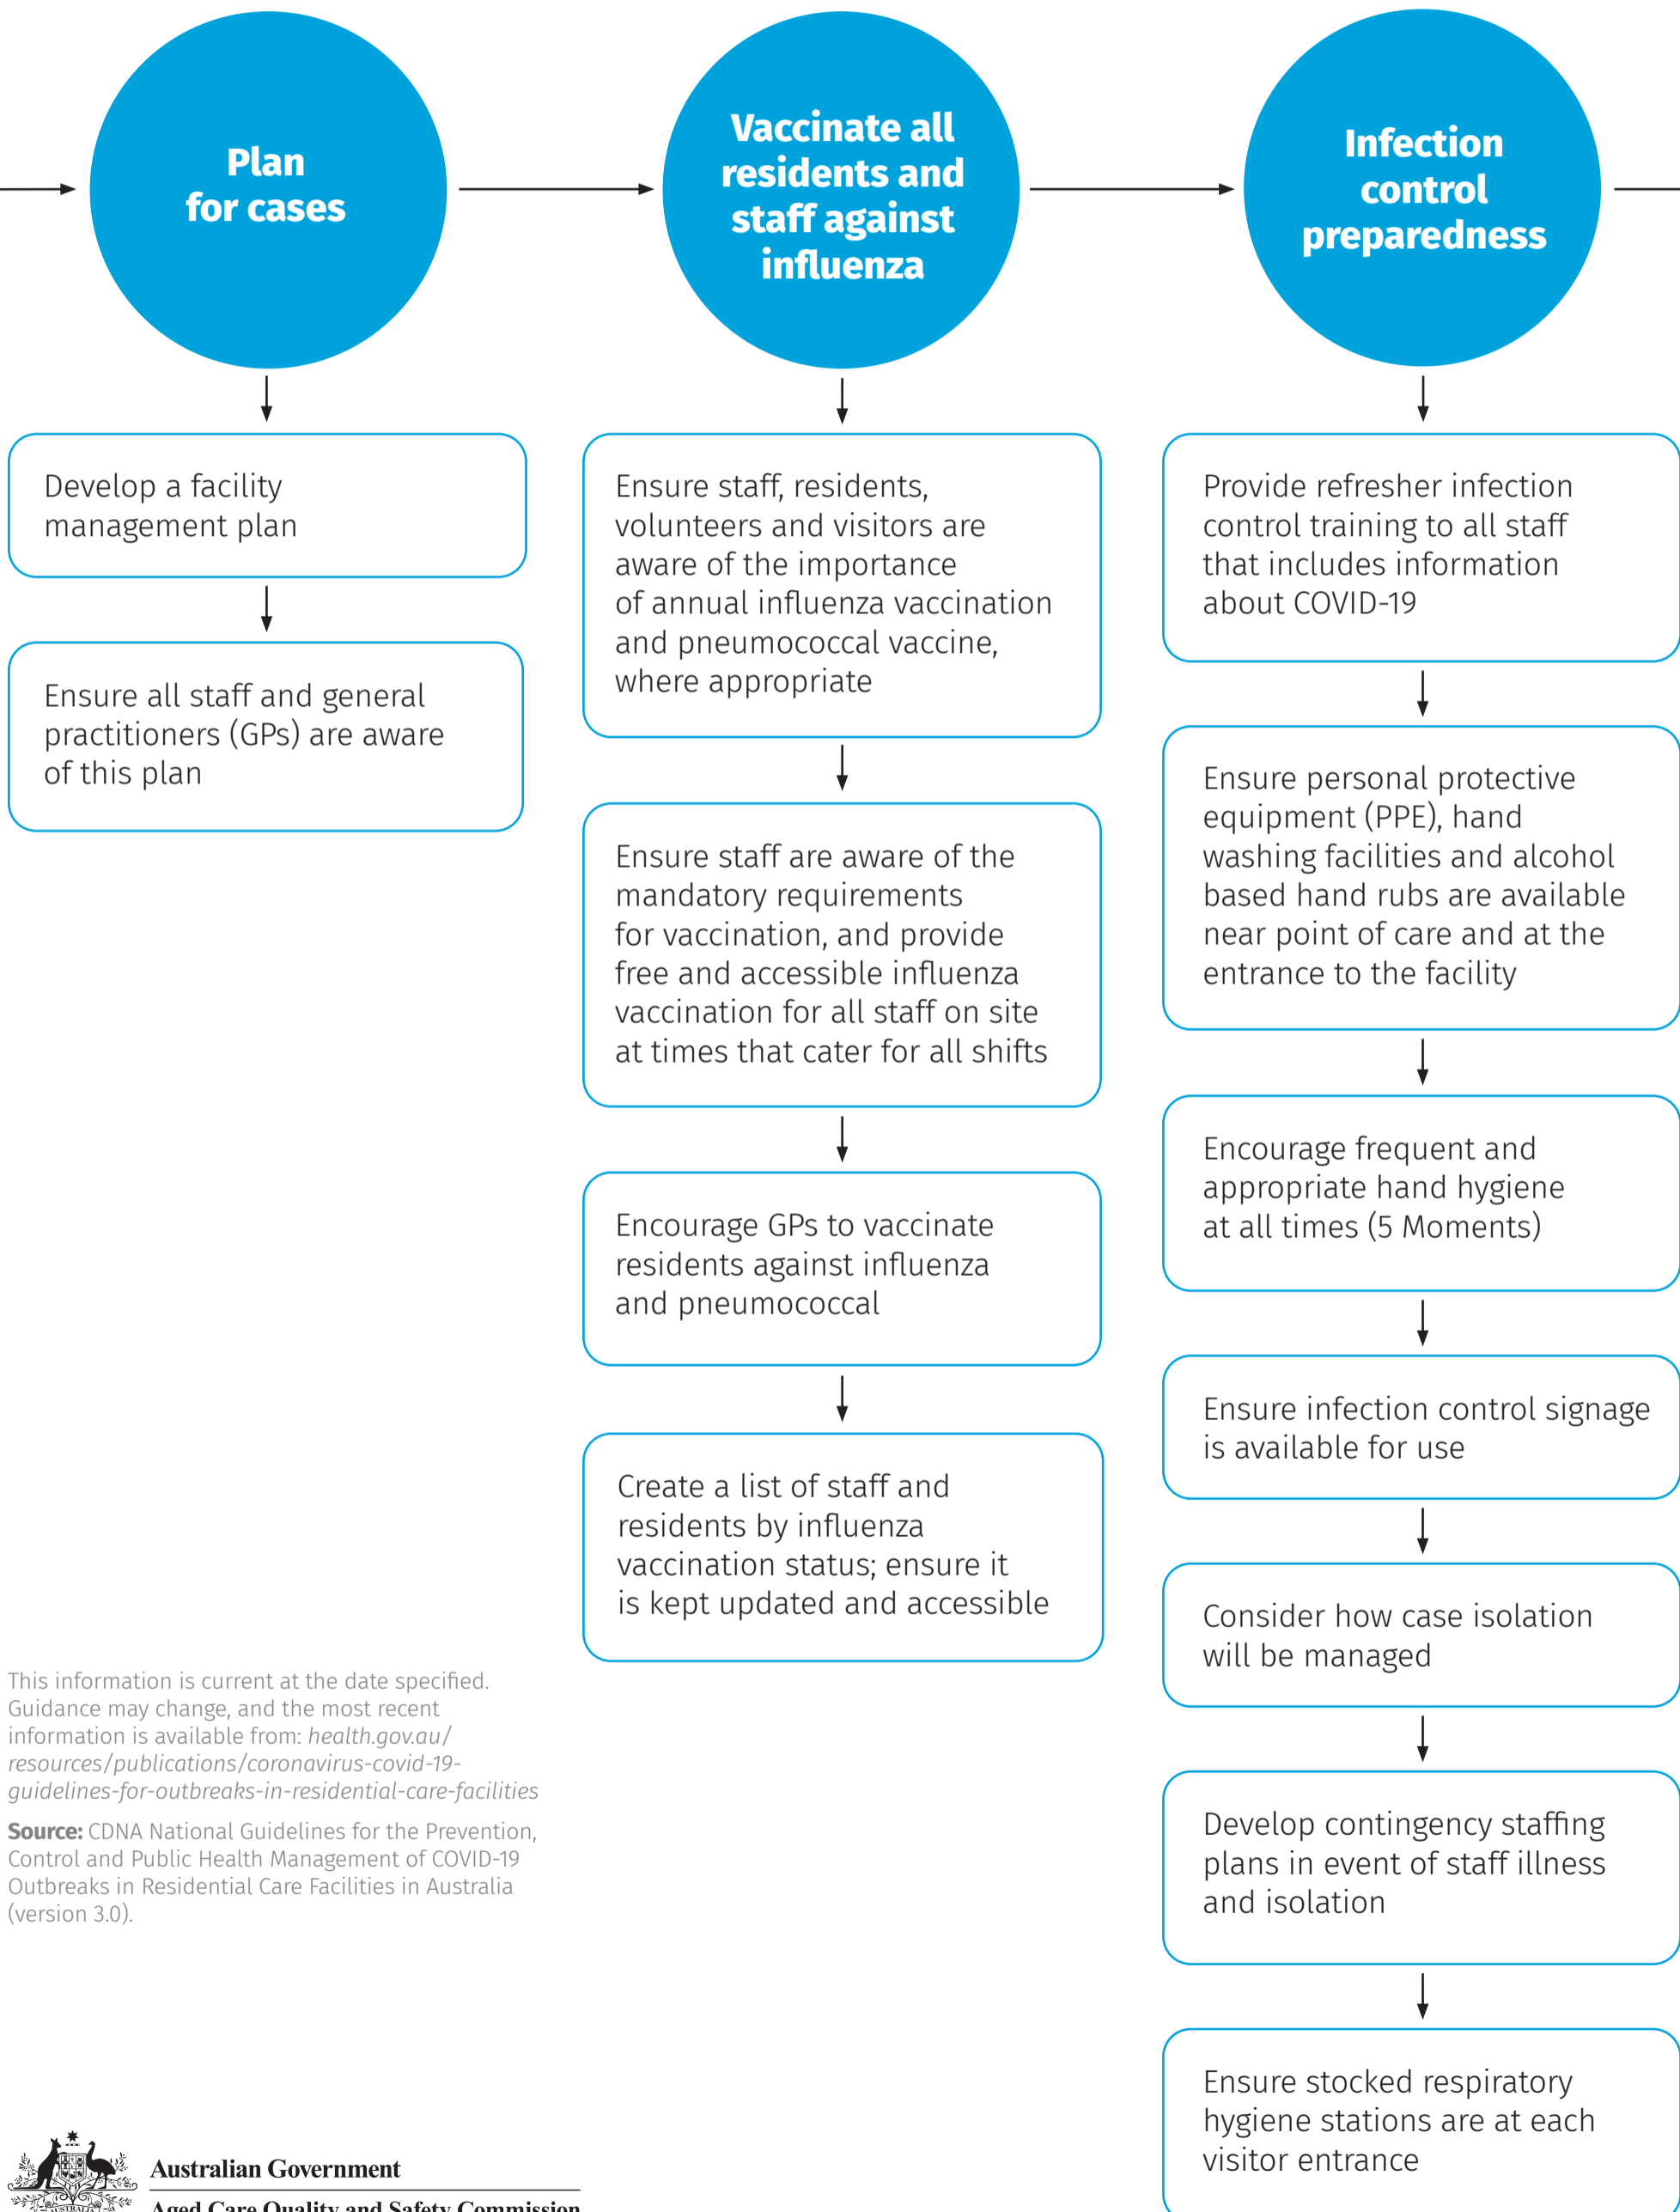 Plan
for cases
Develop a facility
management plan
Ensure all staff and general
practitioners (GPs) are aware
of this plan
Vaccinate all
residents and
staff against
influenza
Ensure staff, residents,
volunteers and visitors are
aware of the importance
of annual influenza vaccination
and pneumococcal vaccine,
where appropriate
Ensure staff are aware of the
mandatory requirements
for vaccination, and provide
free and accessible influenza
vaccination for all staff on site
at times that cater for all shifts
Encourage GPs to vaccinate
residents against influenza
and pneumococcal
Create a list of staff and
residents by influenza
vaccination status; ensure it
is kept updated and accessible
Infection
control
preparedness
Provide refresher infection
control training to all staff
that includes information
about COVID-19
Ensure personal protective
equipment (PPE), hand
washing facilities and alcohol
based hand rubs are available
near point of care and at the
entrance to the facility
Encourage frequent and
appropriate hand hygiene
at all times (5 Moments)
Ensure infection control signage
is available for use
Consider how case isolation
will be managed
Develop contingency staffing
plans in event of staff illness
and isolation
Ensure stocked respiratory
hygiene stations are at each
visitor entrance
This information is current at the date specified.
Guidance may change, and the most recent
information is available from: health.gov.au/
resources/publications/coronavirus-covid-19-
guidelines-for-outbreaks-in-residential-care-facilities
Source: CDNA National Guidelines for the Prevention,
Control and Public Health Management of COVID-19
Outbreaks in Residential Care Facilities in Australia
(version 3.0).
AUSTRALIA
Australian Government
Aged Care Quality and Safety Commission